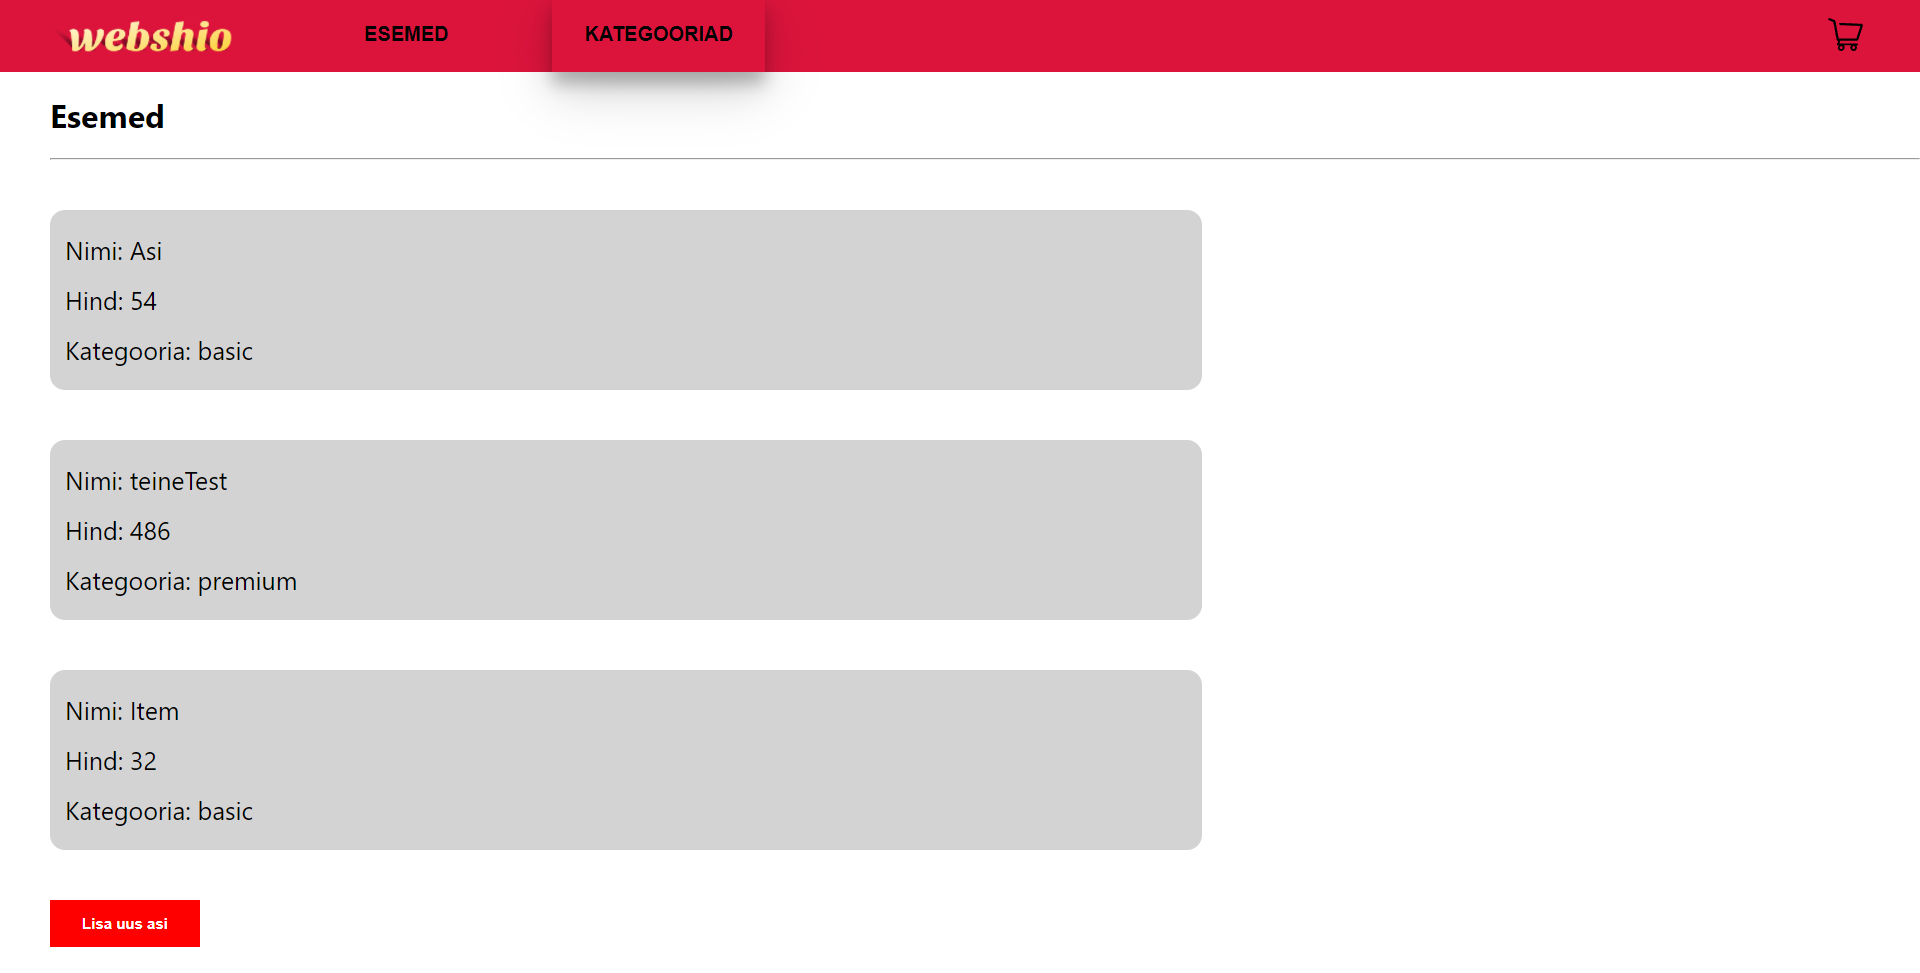 webshio
ESEMED
KATEGOORIAD
Esemed
Nimi: Asi
Hind: 54
Kategooria: basic
Nimi: teineTest
Hind: 486
Kategooria: premium
Nimi: Item
Hind: 32
Kategooria: basic
Lisa uus asi